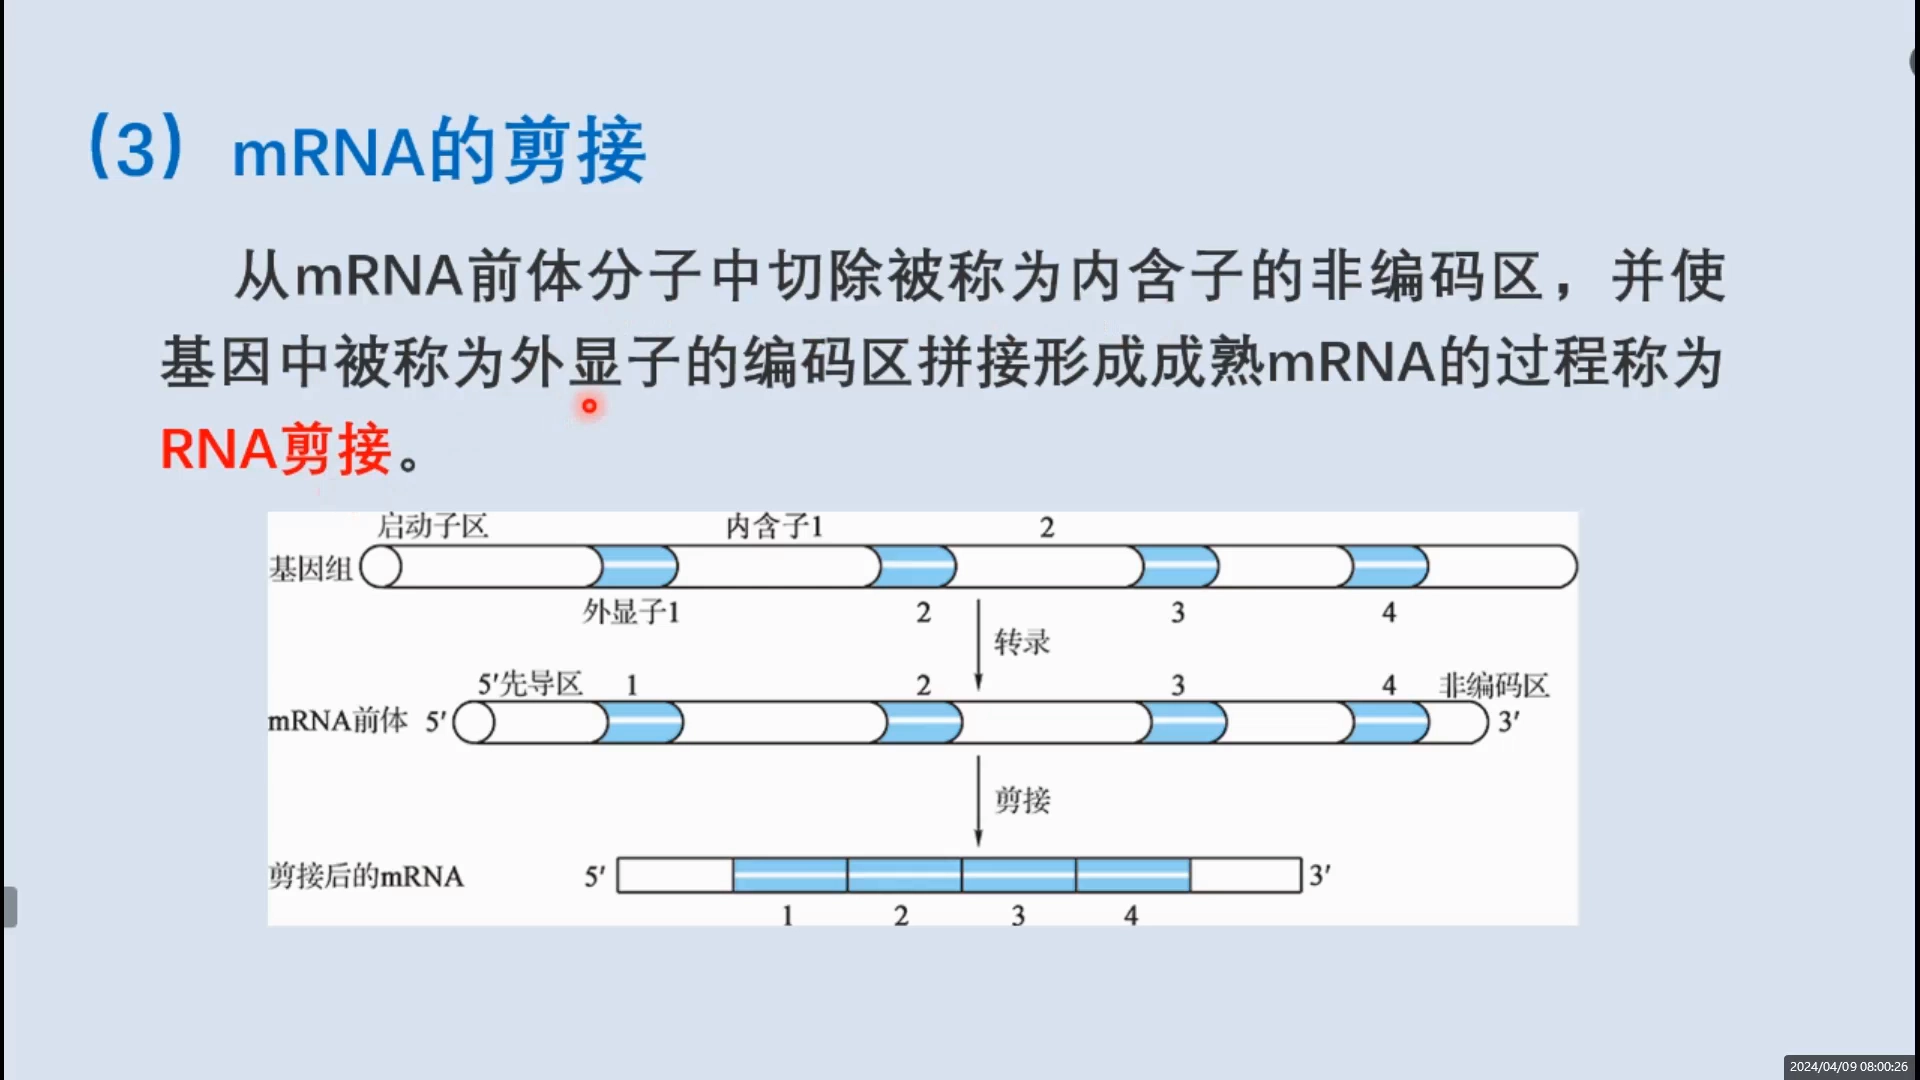 （3）mRNA的剪接
从mRNA前体分子中切除被称为内含子的非编码区，并使
基因中被称为外显子的编码区拼接形成成熟mRNA的过程称为
RNA剪接。
启动子区 内含子1 2
基因组
外显子1 2 3 4
转录
5′先导区 1 2 3 4 非编码区
mRNA前体 5′ 3′
剪接
剪接后的mRNA 5′ 3′
1 2 3 4
2024/04/09 08:00:26